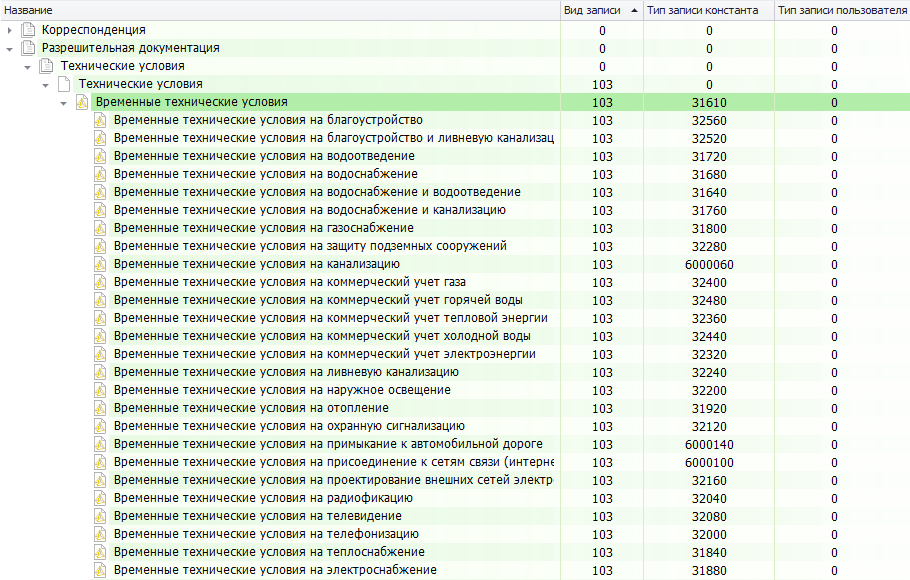 Название Вид записи Тип записи константа Тип записи пользователя
Корреспонденция 0 0 0
Разрешительная документация 0 0 0
Технические условия 0 0 0
Технические условия 103 0 0
Временные технические условия 103 31610 0
Временные технические условия на благоустройство 103 32560 0
Временные технические условия на благоустройство и ливневую канализац 103 32520 0
Временные технические условия на водоотведение 103 31720 0
Временные технические условия на водоснабжение 103 31680 0
Временные технические условия на водоснабжение и водоотведение 103 31640 0
Временные технические условия на водоснабжение и канализацию 103 31760 0
Временные технические условия на газоснабжение 103 31800 0
Временные технические условия на защиту подземных сооружений 103 32280 0
Временные технические условия на канализацию 103 6000060 0
Временные технические условия на коммерческий учет газа 103 32400 0
Временные технические условия на коммерческий учет горячей воды 103 32480 0
Временные технические условия на коммерческий учет тепловой энергии 103 32360 0
Временные технические условия на коммерческий учет холодной воды 103 32440 0
Временные технические условия на коммерческий учет электроэнергии 103 32320 0
Временные технические условия на ливневую канализацию 103 32240 0
Временные технические условия на наружное освещение 103 32200 0
Временные технические условия на отопление 103 31920 0
Временные технические условия на охранную сигнализацию 103 32120 0
Временные технические условия на примыкание к автомобильной дороге 103 6000140 0
Временные технические условия на присоединение к сетям связи (интерне 103 6000100 0
Временные технические условия на проектирование внешних сетей электр 103 32160 0
Временные технические условия на радиофикацию 103 32040 0
Временные технические условия на телевидение 103 32080 0
Временные технические условия на телефонизацию 103 32000 0
Временные технические условия на теплоснабжение 103 31840 0
Временные технические условия на электроснабжение 103 31880 0